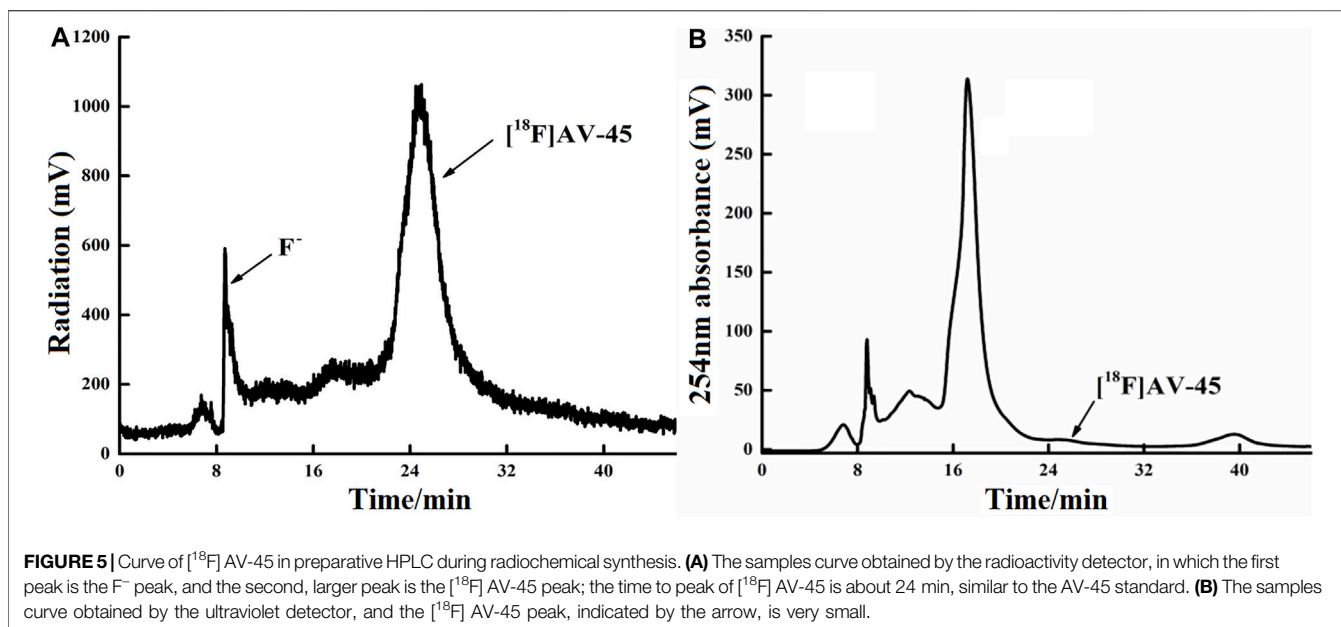 A
1200
1000
800
600
400
200
0
Radiation (mV)
[¹⁸F]AV-45
F⁻
0 8 16 24 32 40
Time/min
B
350
300
250
200
150
100
50
0
254nm absorbance (mV)
[¹⁸F]AV-45
0 8 16 24 32 40
Time/min
FIGURE 5 | Curve of [¹⁸F] AV-45 in preparative HPLC during radiochemical synthesis. (A) The samples curve obtained by the radioactivity detector, in which the first
peak is the F⁻ peak, and the second, larger peak is the [¹⁸F] AV-45 peak; the time to peak of [¹⁸F] AV-45 is about 24 min, similar to the AV-45 standard. (B) The samples
curve obtained by the ultraviolet detector, and the [¹⁸F] AV-45 peak, indicated by the arrow, is very small.